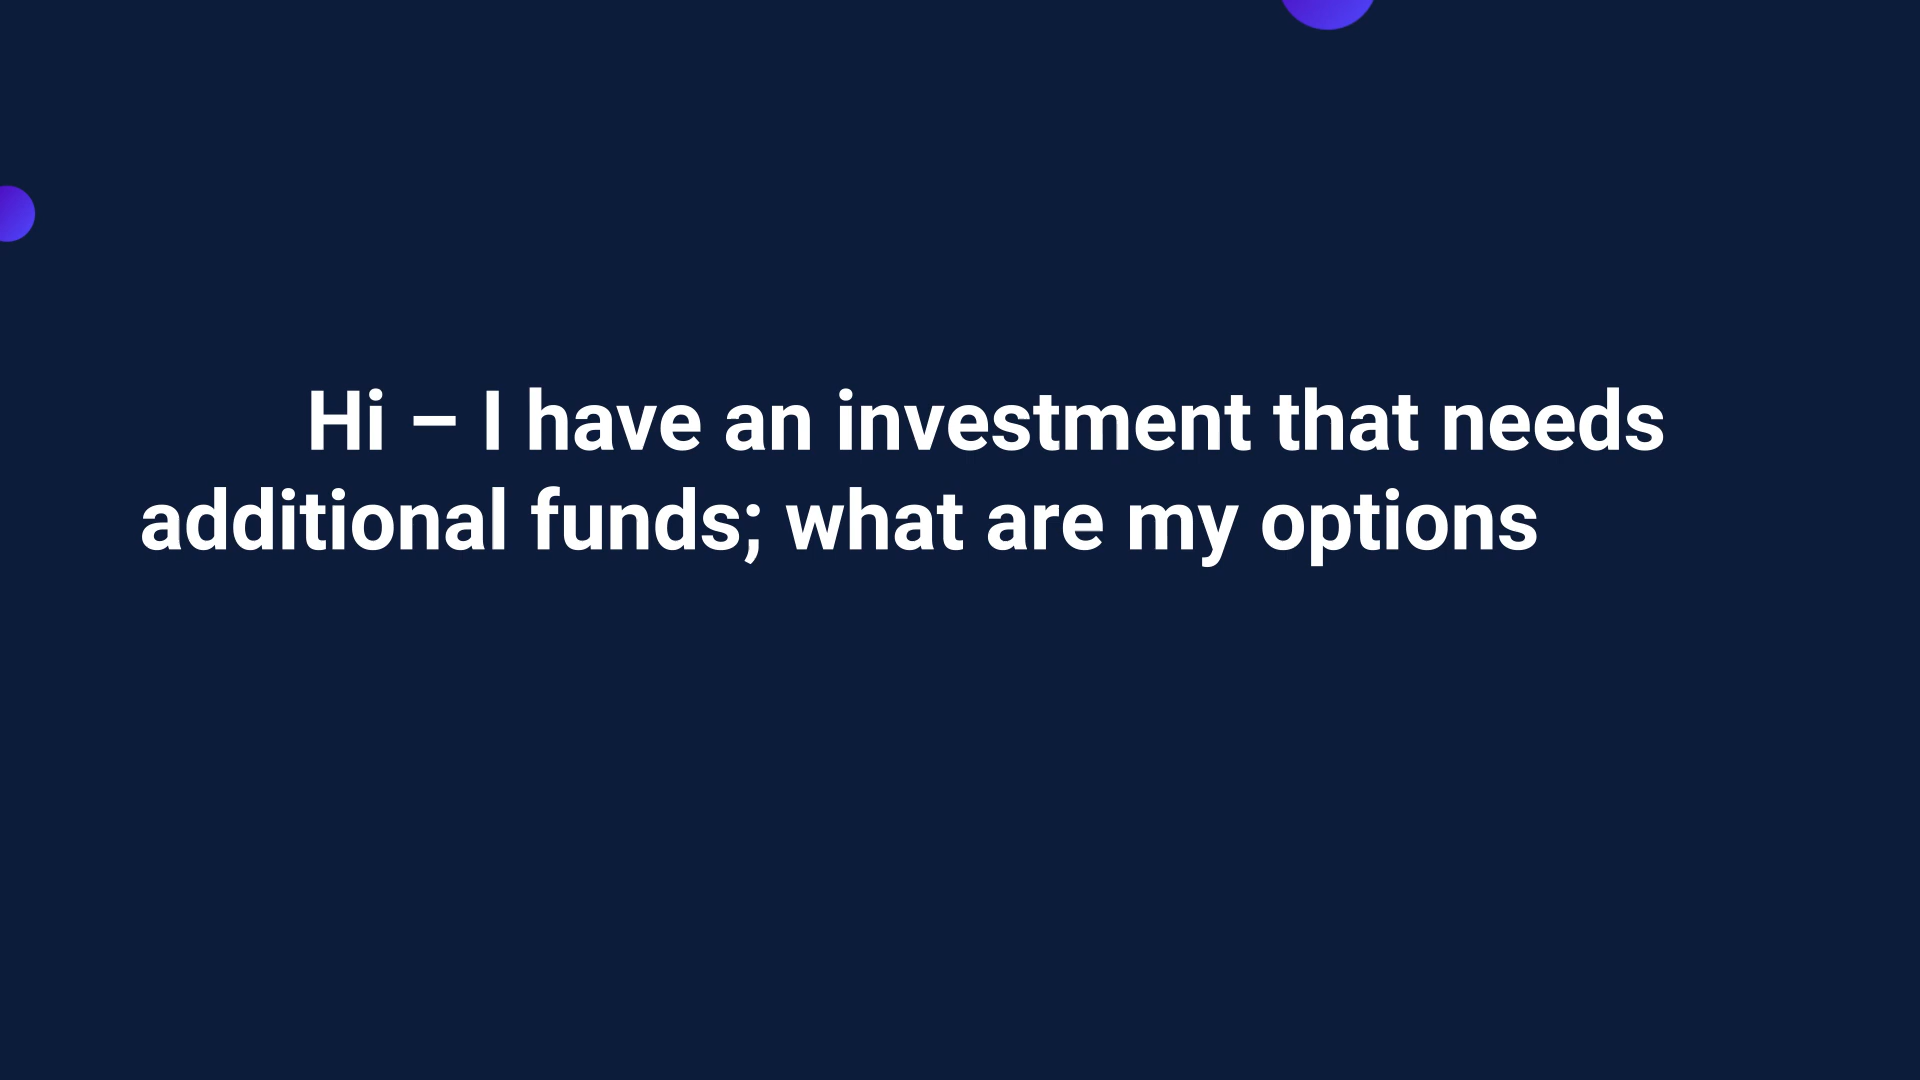 Hi – I have an investment that needs
additional funds; what are my options